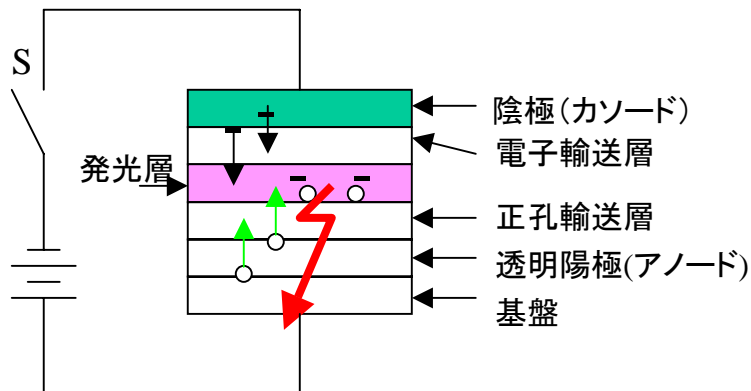 S
陰極(カソード)
電子輸送層
発光層
正孔輸送層
透明陽極(アノード)
基盤